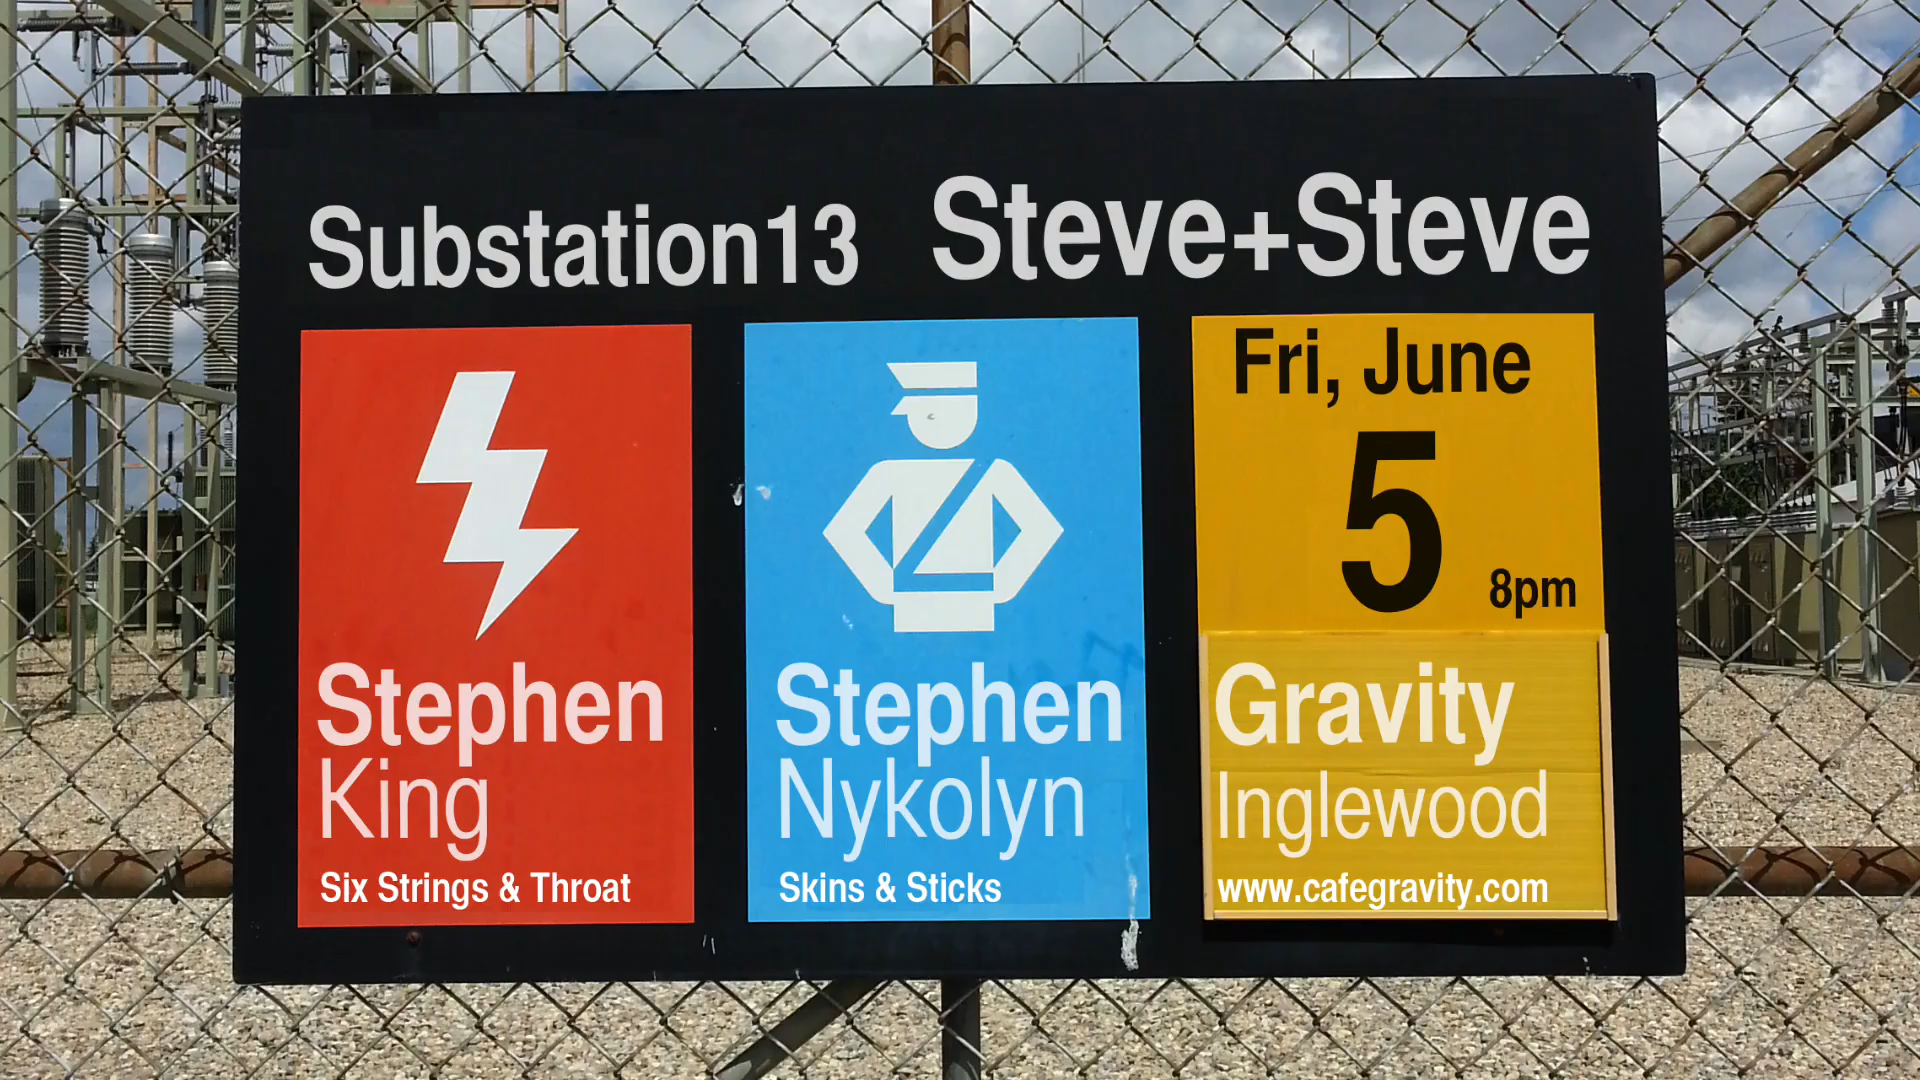 Substation13 Steve+Steve
Stephen
King
Six Strings & Throat
Stephen
Nykolyn
Skins & Sticks
Fri, June
5
8pm
Gravity
Inglewood
www.cafegravity.com